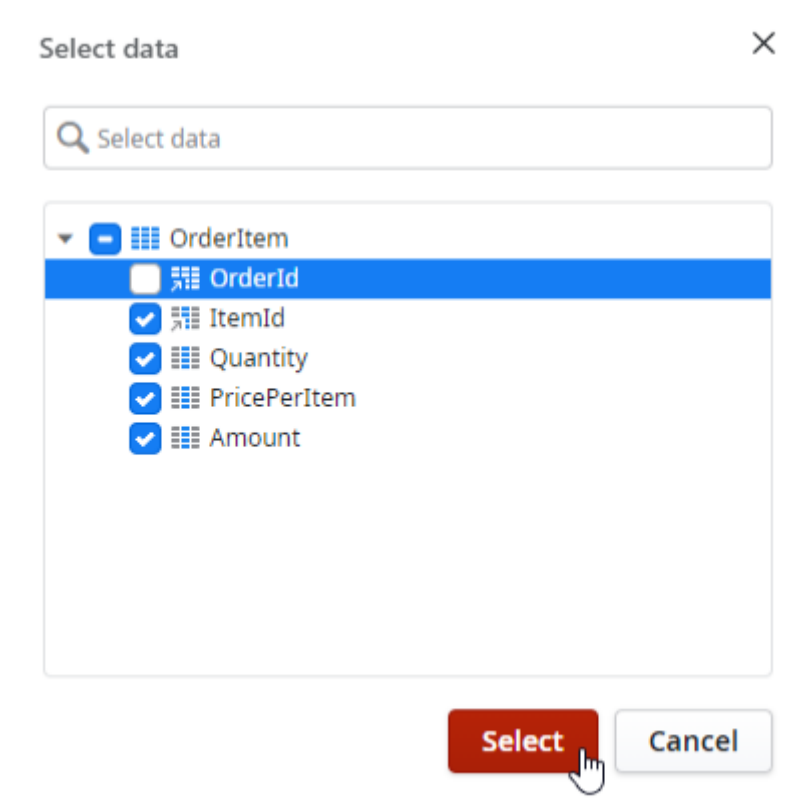 Select data
Select data
OrderItem
OrderId
ItemId
Quantity
PricePerItem
Amount
Select
Cancel